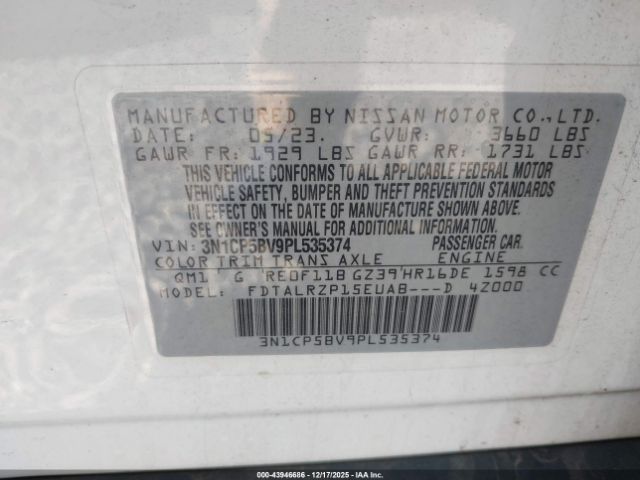 MANUFACTURED BY NISSAN MOTOR CO.,LTD.
DATE: 05/23. GVWR: 3660 LBS
GAWR FR: 1929 LBS GAWR RR: 1731 LBS
THIS VEHICLE CONFORMS TO ALL APPLICABLE FEDERAL MOTOR
VEHICLE SAFETY, BUMPER AND THEFT PREVENTION STANDARDS
IN EFFECT ON THE DATE OF MANUFACTURE SHOWN ABOVE.
SEE OWNER'S MANUAL FOR ADDITIONAL INFO.
VIN: 3N1CP5BV9PL535374 PASSENGER CAR.
COLOR TRIM TRANS AXLE ENGINE
QM1 G RE0F11B GZ39 HR16DE 1598 CC
MODEL: FDTALRZP15EUAB---D 4Z000
3N1CP5BV9PL535374
STOCK #: 43946686 - 12/17/2025 - IAA Inc.